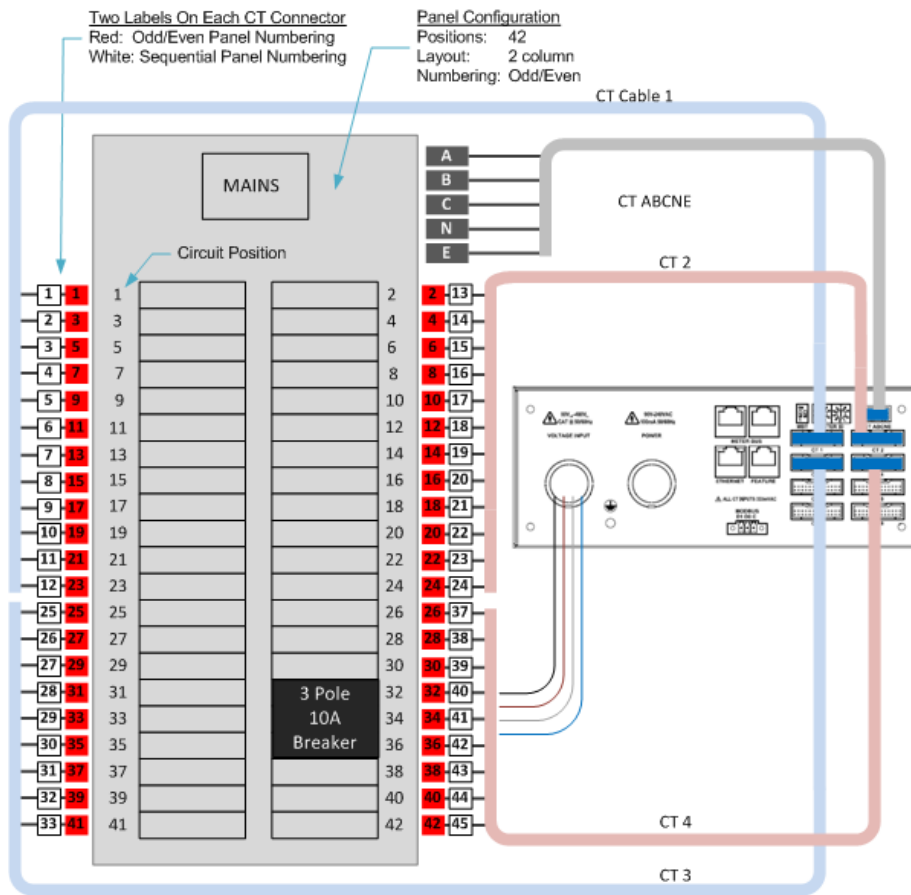 Two Labels On Each CT Connector
Red: Odd/Even Panel Numbering
White: Sequential Panel Numbering
Panel Configuration
Positions: 42
Layout: 2 column
Numbering: Odd/Even
CT Cable 1
A
B
C
N
E
MAINS
CT ABCNE
Circuit Position
CT 2
1 1 1 2 2 13
2 3 3 4 4 14
3 5 5 6 6 15
4 7 7 8 8 16
5 9 9 10 10 17
6 11 11 12 12 18
7 13 13 14 14 19
8 15 15 16 16 20
9 17 17 18 18 21
10 19 19 20 20 22
11 21 21 22 22 23
12 23 23 24 24 24
25 25 25 26 26 37
26 27 27 28 28 38
27 29 29 30 30 39
28 31 31 32 32 40
29 33 33 34 34 41
30 35 35 36 36 42
31 37 37 38 38 43
32 39 39 40 40 44
33 41 41 42 42 45
3 Pole
10A
Breaker
VOLTAGE INPUT
POWER
METER BUS
ETHERNET
FEATURE
CT 1
CT 2
MODBUS
CT 4
CT 3